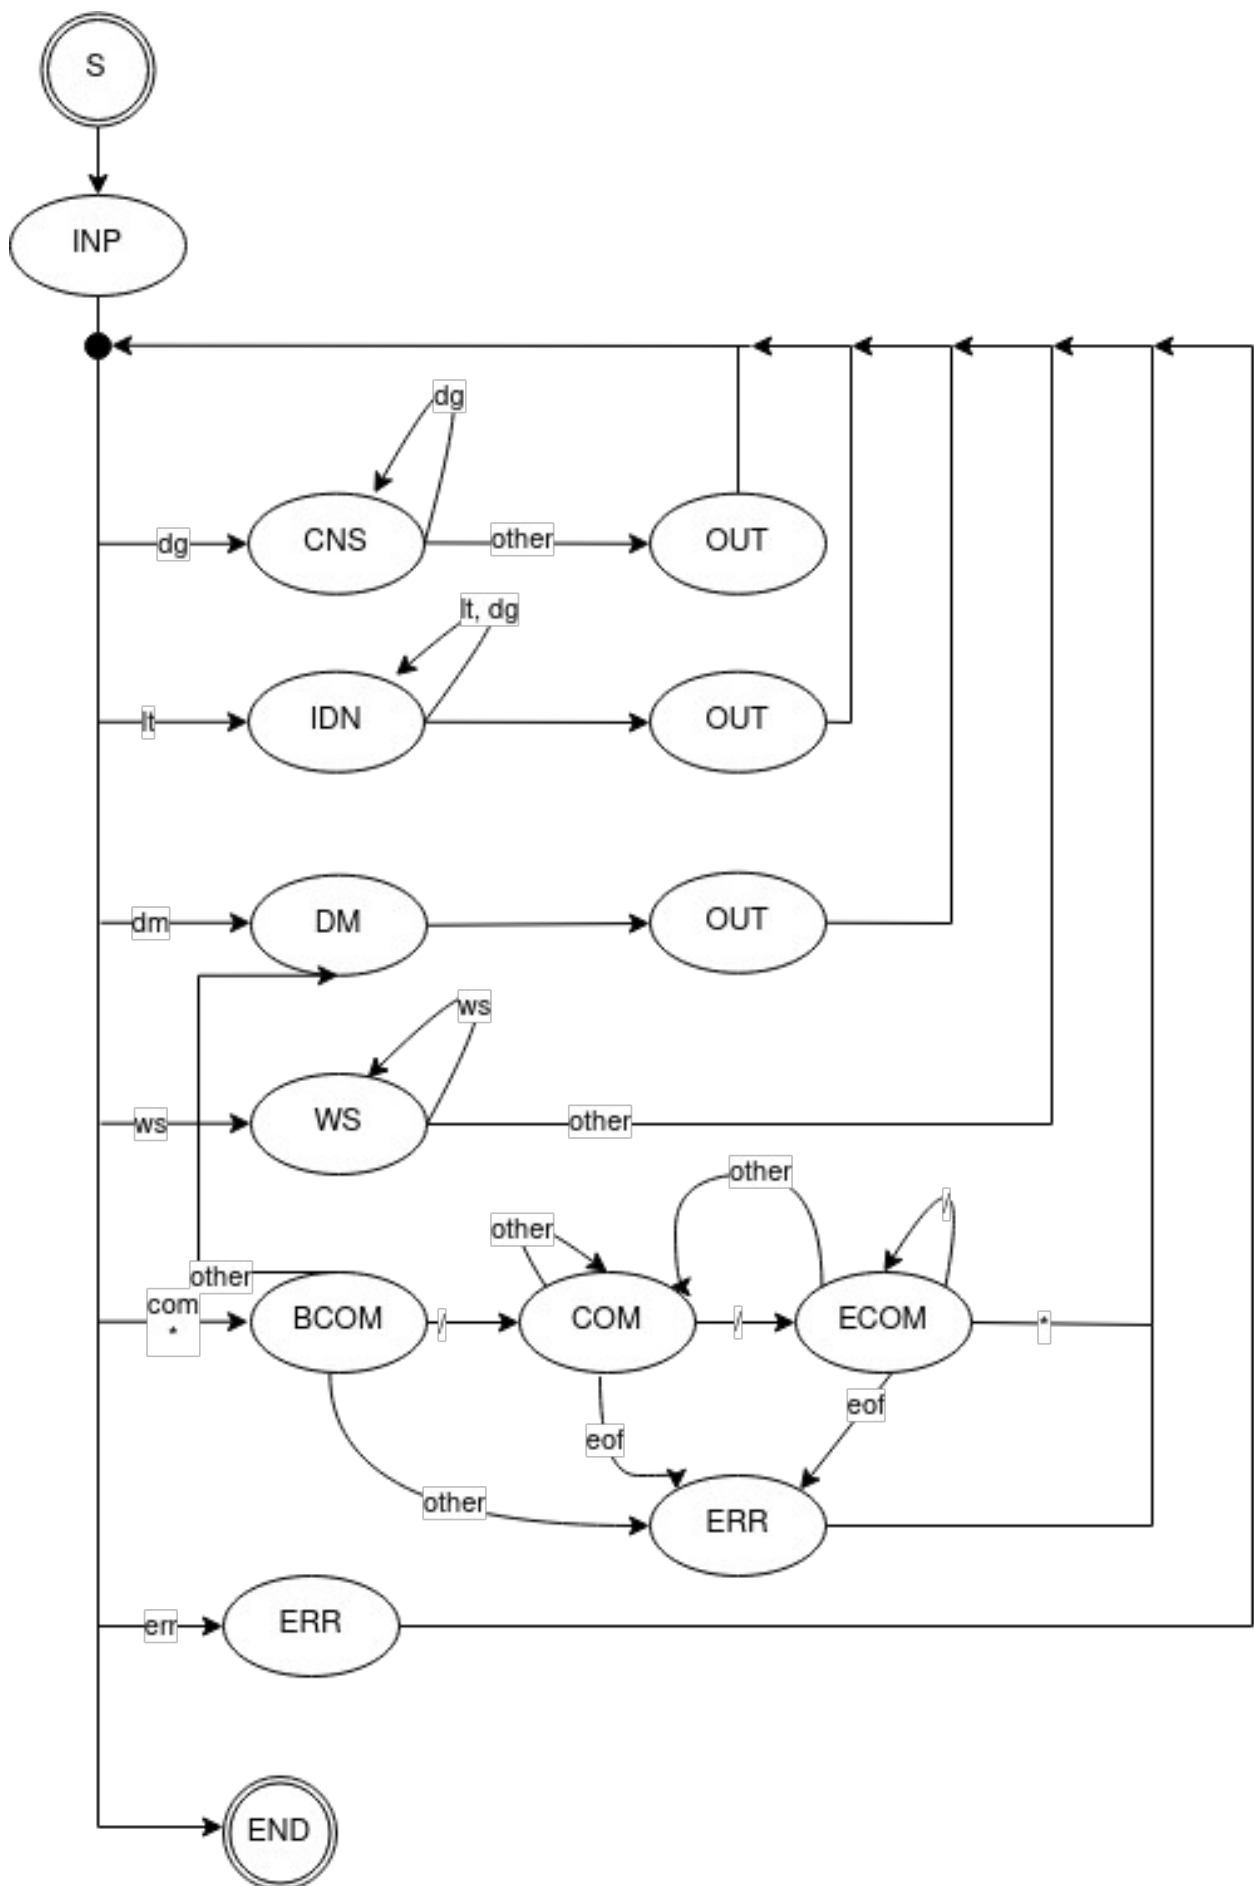 S
INP
dg
dg
CNS
other
OUT
lt, dg
lt
IDN
OUT
dm
DM
OUT
ws
ws
WS
other
other
other
/
other
com
*
BCOM
/
COM
/
ECOM
*
eof
eof
other
ERR
err
ERR
END